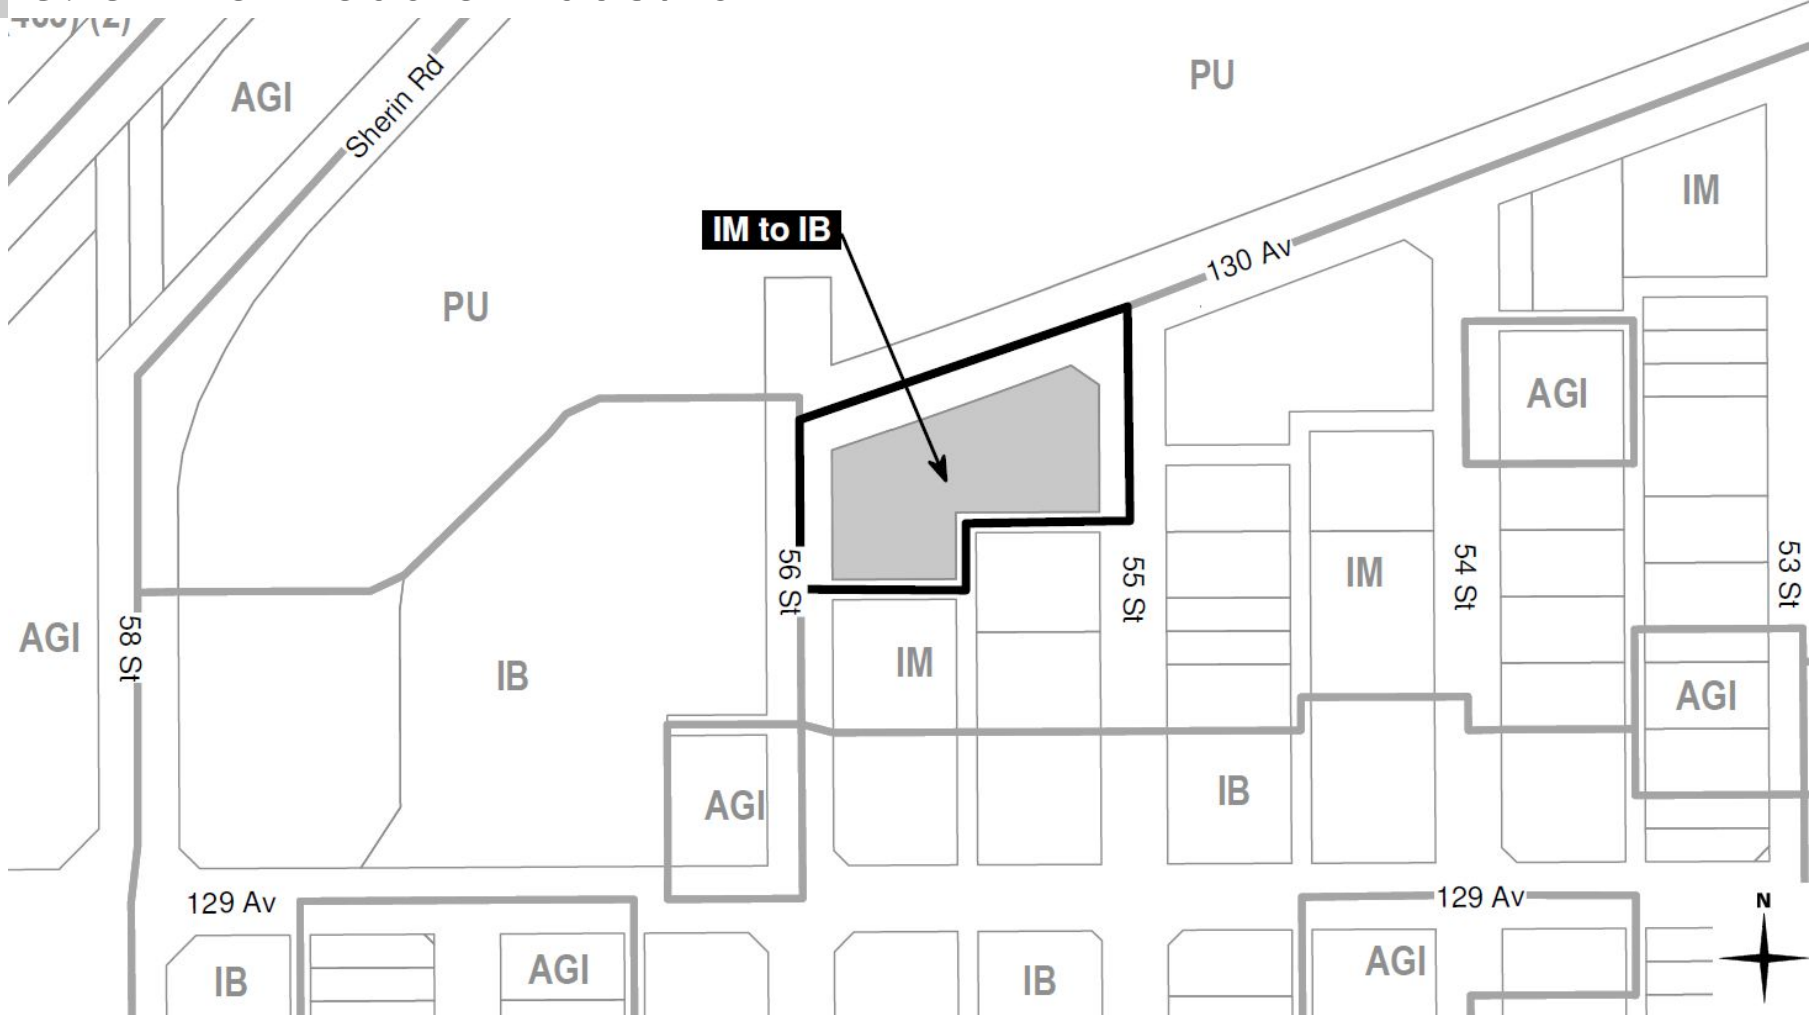 AGI
Sherin Rd
PU
IM
IM to IB
130 Av
PU
AGI
56 St
55 St
54 St
53 St
IM
AGI
58 St
IM
IB
AGI
AGI
IB
129 Av
129 Av
AGI
IB
AGI
IB
N